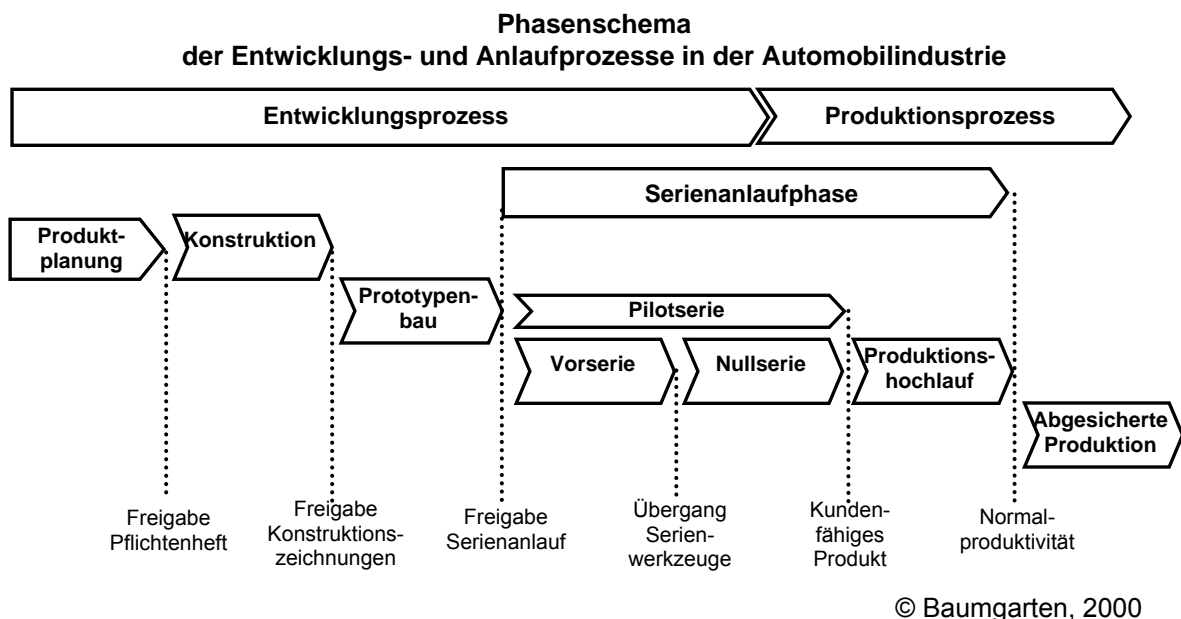 Phasenschema
der Entwicklungs- und Anlaufprozesse in der Automobilindustrie
Entwicklungsprozess
Produktionsprozess
Serienanlaufphase
Produkt-
planung
Konstruktion
Prototypen-
bau
Pilotserie
Vorserie
Nullserie
Produktions-
hochlauf
Abgesicherte
Produktion
Freigabe
Pflichtenheft
Freigabe
Konstruktions-
zeichnungen
Freigabe
Serienanlauf
Übergang
Serien-
werkzeuge
Kunden-
fähiges
Produkt
Normal-
produktivität
© Baumgarten, 2000